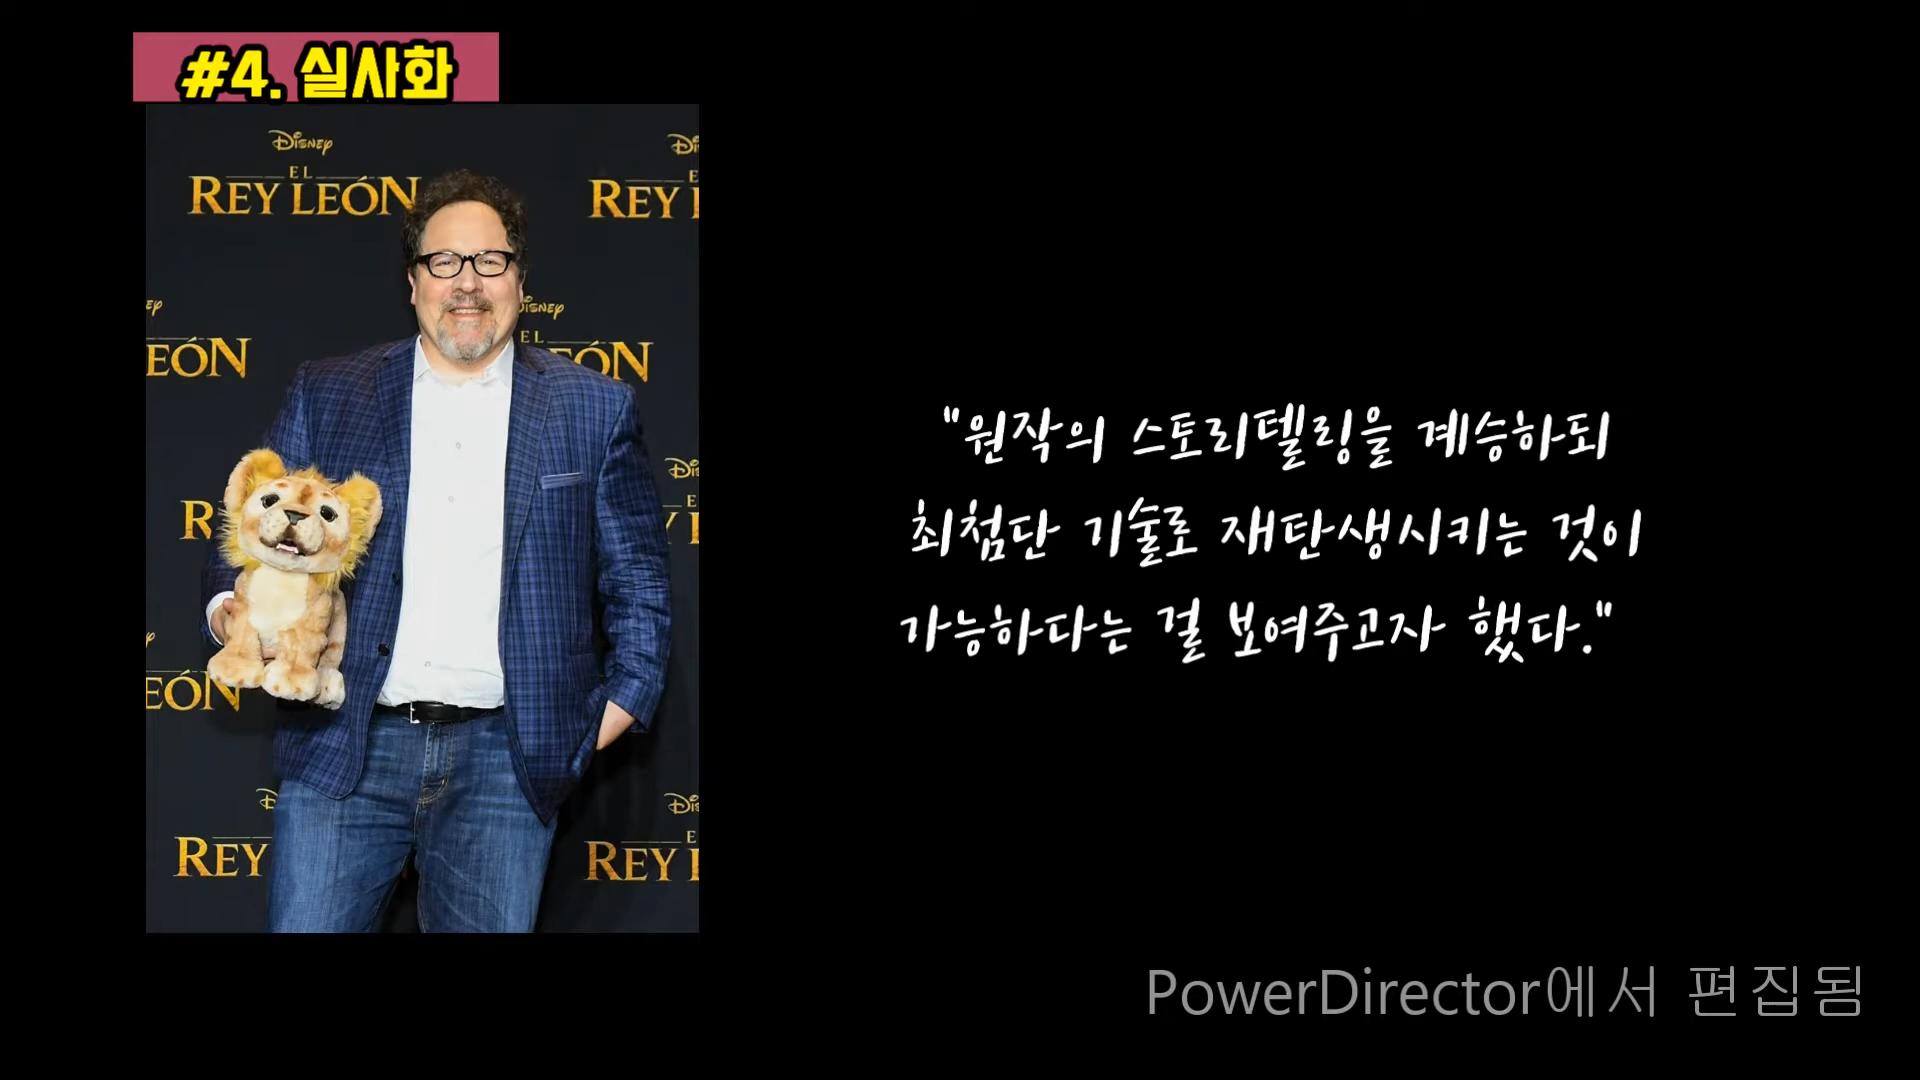 #4. 실사화
Disney
EL
REY LEÓN
Disney
EL
EÓN
EÓN
REY
REY
"원작의 스토리텔링을 계승하되
최첨단 기술로 재탄생시키는 것이
가능하다는 걸 보여주고자 했다."
PowerDirector에서 편집됨